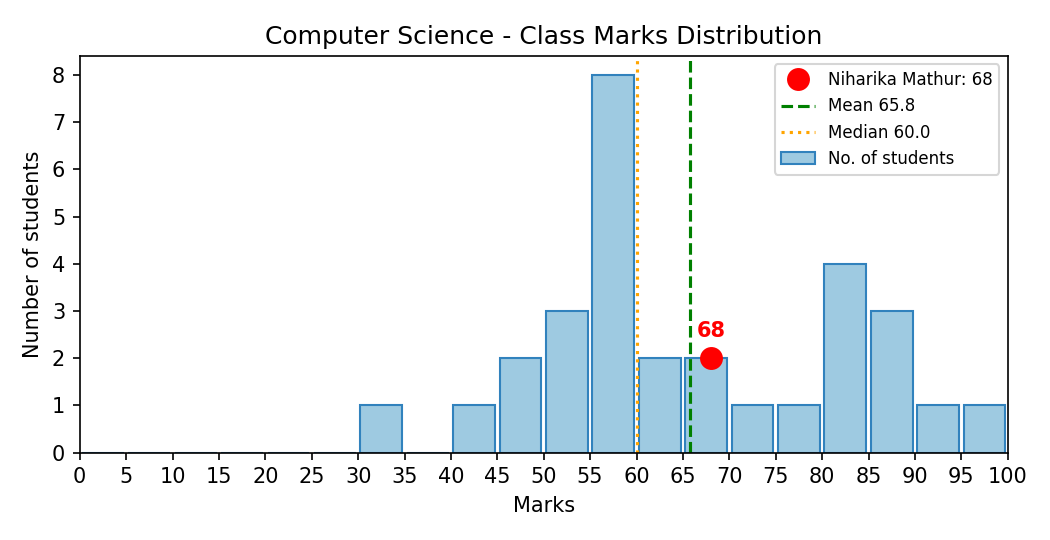 Computer Science - Class Marks Distribution
Number of students
8
7
6
5
4
3
2
1
0
Niharika Mathur: 68
Mean 65.8
Median 60.0
No. of students
68
0 5 10 15 20 25 30 35 40 45 50 55 60 65 70 75 80 85 90 95 100
Marks